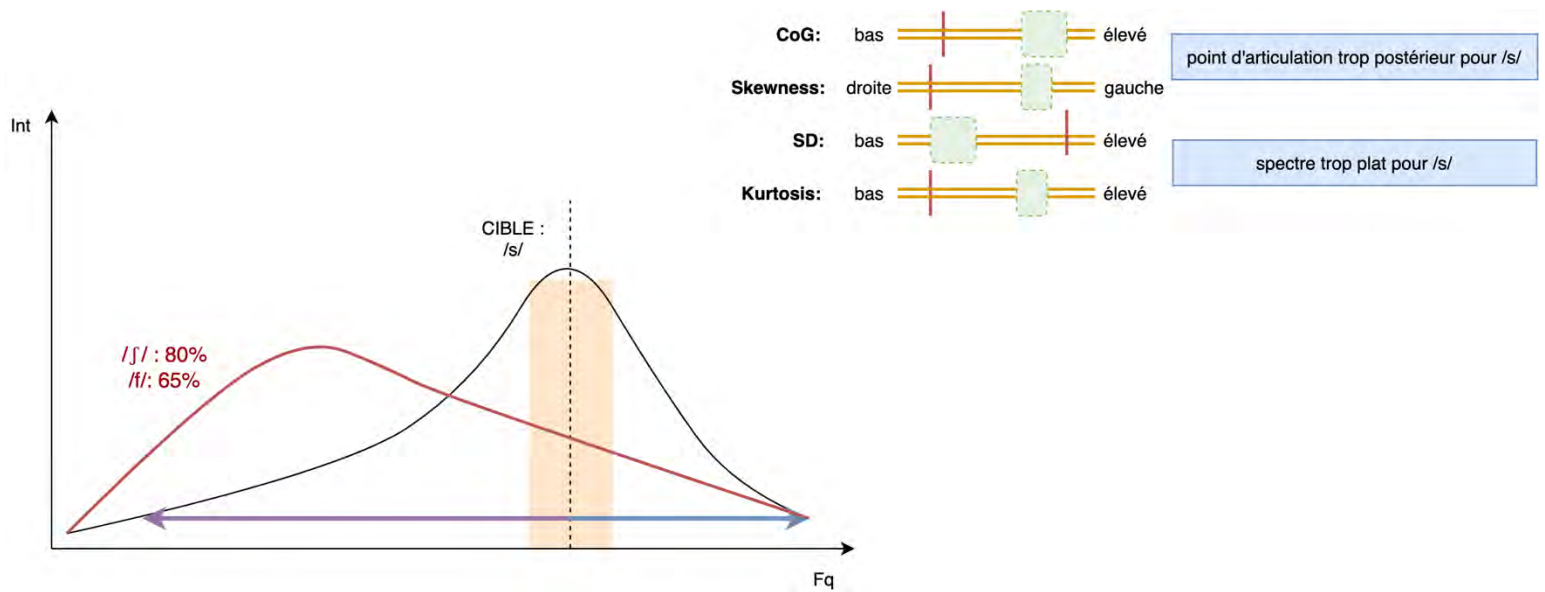 CoG: bas élevé
point d'articulation trop postérieur pour /s/
Skewness: droite gauche
SD: bas élevé
spectre trop plat pour /s/
Kurtosis: bas élevé
Int
CIBLE :
/s/
/ʃ/ : 80%
/f/: 65%
Fq